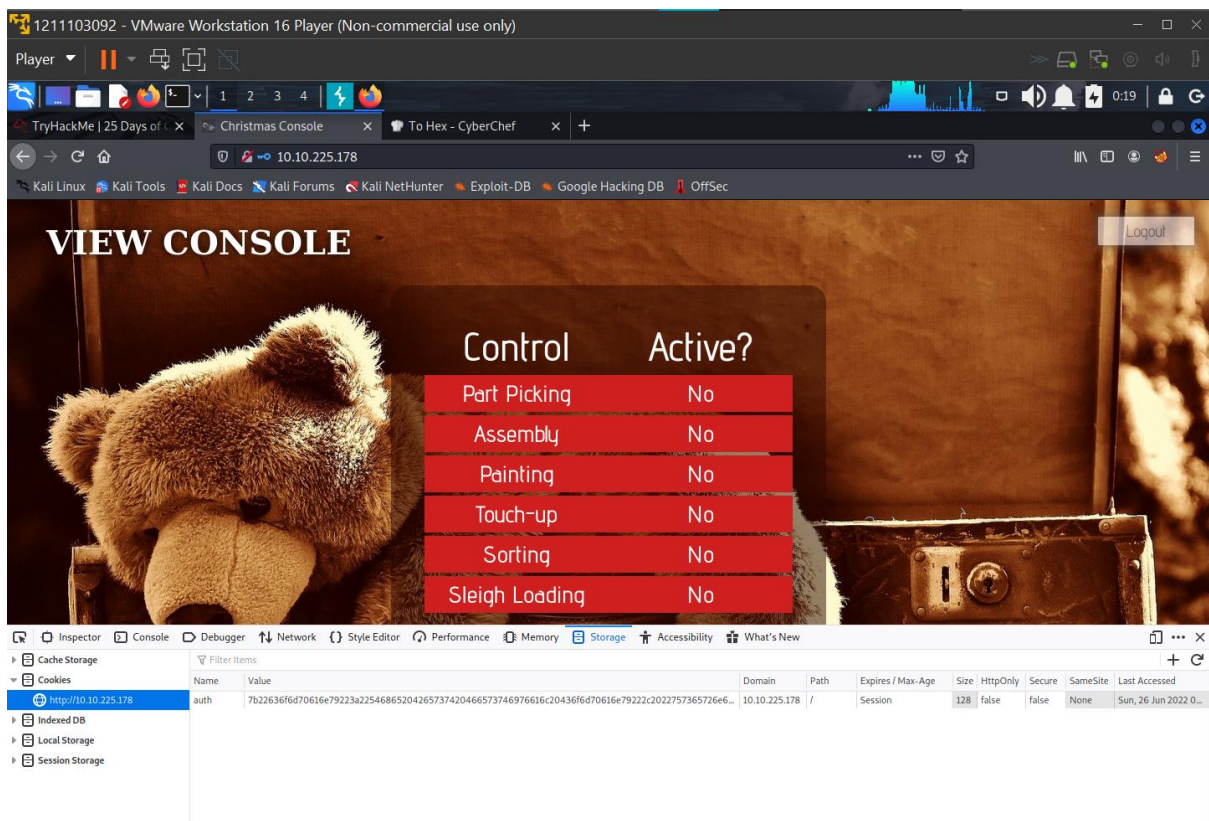 1211103092 - VMware Workstation 16 Player (Non-commercial use only)
Player
1 2 3 4
0:19
TryHackMe | 25 Days of C
Christmas Console
To Hex - CyberChef
10.10.225.178
Kali Linux Kali Tools Kali Docs Kali Forums Kali NetHunter Exploit-DB Google Hacking DB OffSec
VIEW CONSOLE
Logout
Control Active?
Part Picking No
Assembly No
Painting No
Touch-up No
Sorting No
Sleigh Loading No
Inspector Console Debugger Network {} Style Editor Performance Memory Storage Accessibility What's New
Cache Storage
Filter Items
Cookies
Name Value Domain Path Expires / Max-Age Size HttpOnly Secure SameSite Last Accessed
http://10.10.225.178
auth 7b22636f6d70616e79223a22546865204265737420466573746976616c20436f6d70616e79222c2022757365726e6... 10.10.225.178 / Session 128 false false None Sun, 26 Jun 2022 0...
Indexed DB
Local Storage
Session Storage